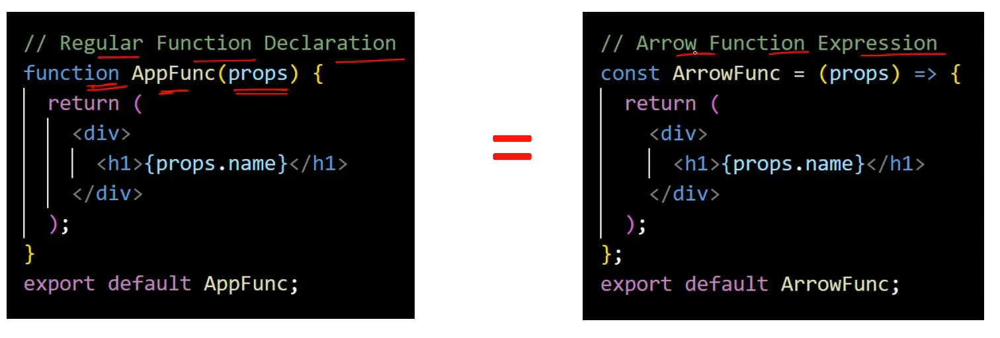 // Regular Function Declaration
function AppFunc(props) {
return (
<div>
<h1>{props.name}</h1>
</div>
);
}
export default AppFunc;
=
// Arrow Function Expression
const ArrowFunc = (props) => {
return (
<div>
<h1>{props.name}</h1>
</div>
);
};
export default ArrowFunc;